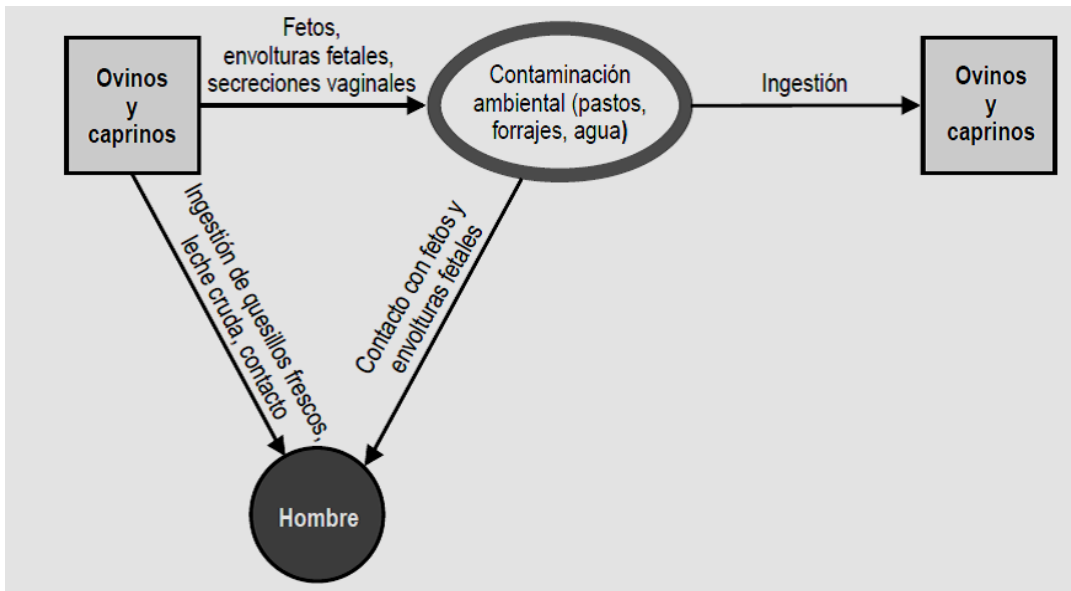 Ovinos
y
caprinos
Fetos,
envolturas fetales,
secreciones vaginales
Contaminación
ambiental (pastos,
forrajes, agua)
Ingestión
Ovinos
y
caprinos
Ingestión de quesillos frescos,
leche cruda, contacto
Contacto con fetos y
envolturas fetales
Hombre